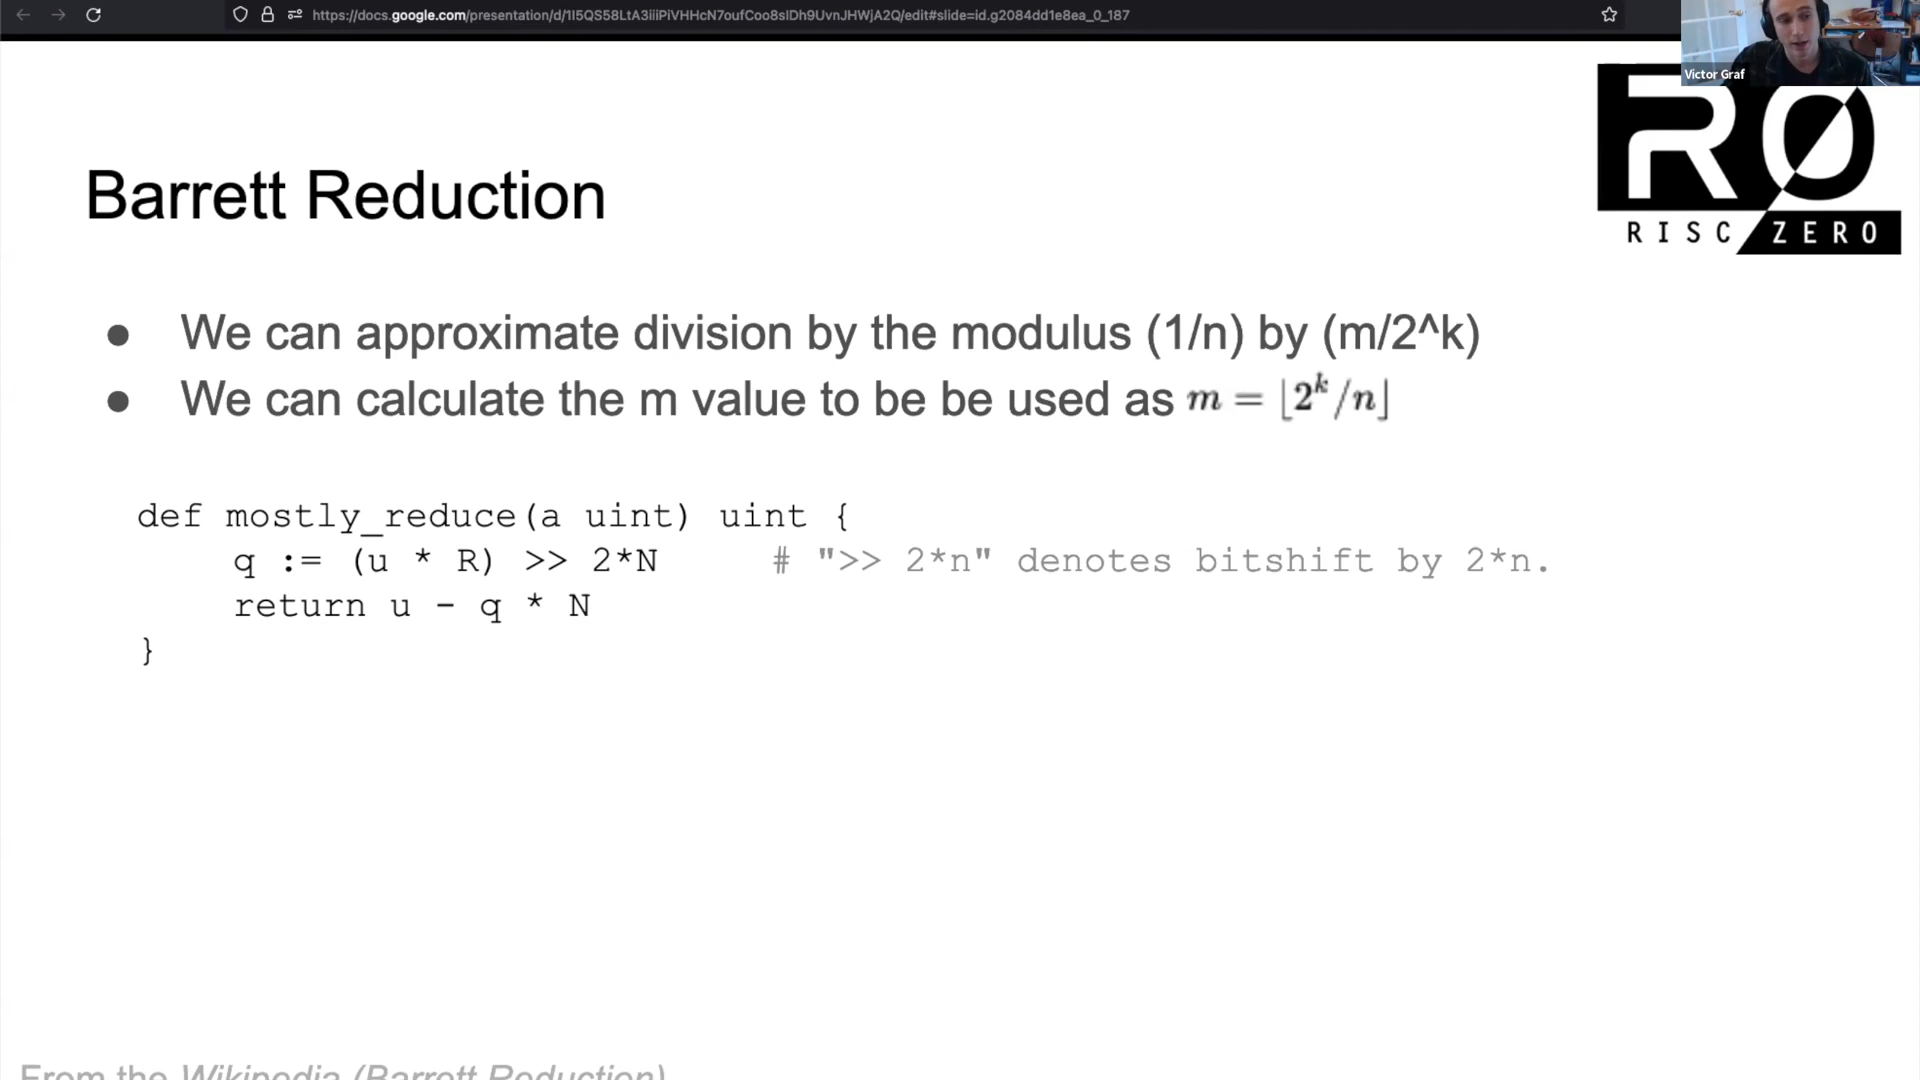 https://docs.google.com/presentation/d/1I5QS58LtA3iiiPiVHHcN7oufCoo8sIDh9UvnJHWjA2Q/edit#slide=id.g2084dd1e8ea_0_187
Victor Graf
RISC ZERO
Barrett Reduction
● We can approximate division by the modulus (1/n) by (m/2^k)
● We can calculate the m value to be be used as m = ⌊2^k/n⌋
def mostly_reduce(a uint) uint {
q := (u * R) >> 2*N # ">> 2*n" denotes bitshift by 2*n.
return u - q * N
}
From the Wikipedia (Barrett Reduction)